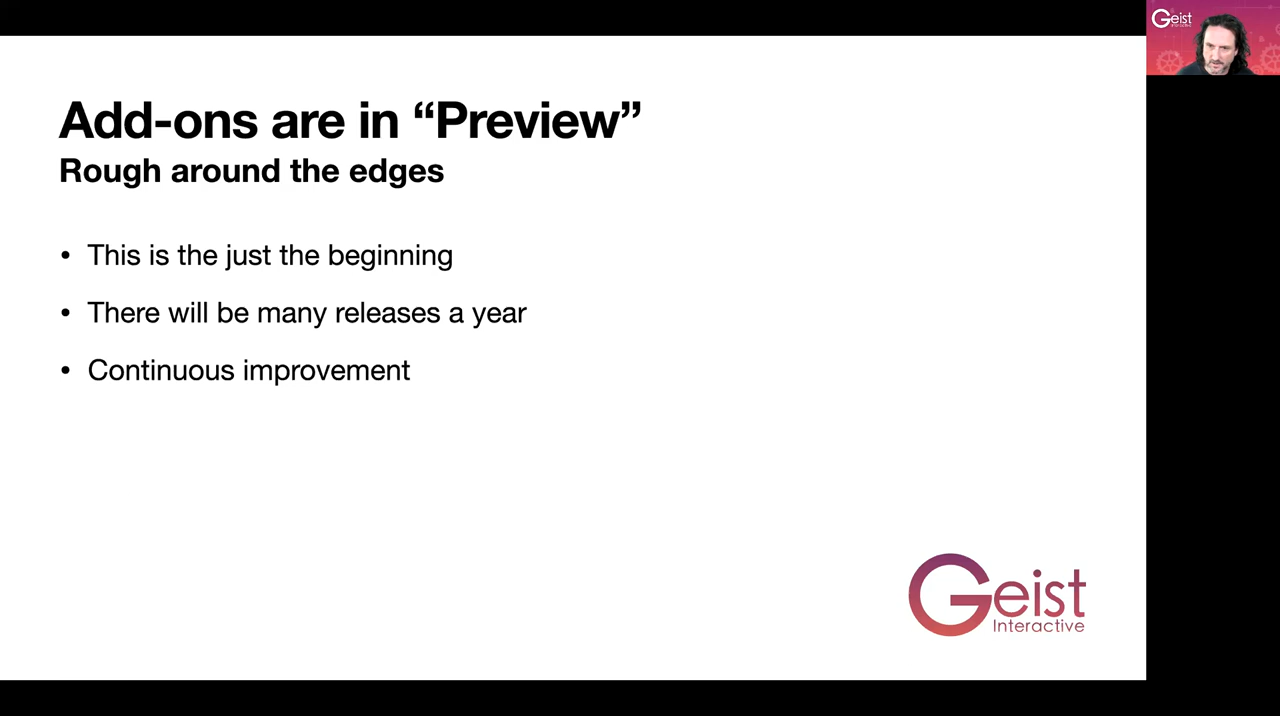 Add-ons are in “Preview”
Rough around the edges
• This is the just the beginning
• There will be many releases a year
• Continuous improvement
Geist
Interactive
Geist
Interactive